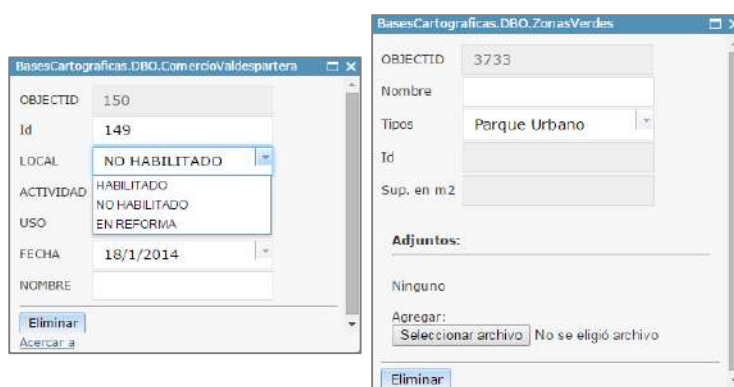 BasesCartograficas.DBO.ComercioValdespartera
OBJECTID 150
Id 149
LOCAL NO HABILITADO
HABILITADO
ACTIVIDAD
NO HABILITADO
USO
EN REFORMA
FECHA 18/1/2014
NOMBRE
Eliminar
Acercar a
BasesCartograficas.DBO.ZonasVerdes
OBJECTID 3733
Nombre
Tipos Parque Urbano
Id
Sup. en m2
Adjuntos:
Ninguno
Agregar:
Seleccionar archivo No se eligió archivo
Eliminar